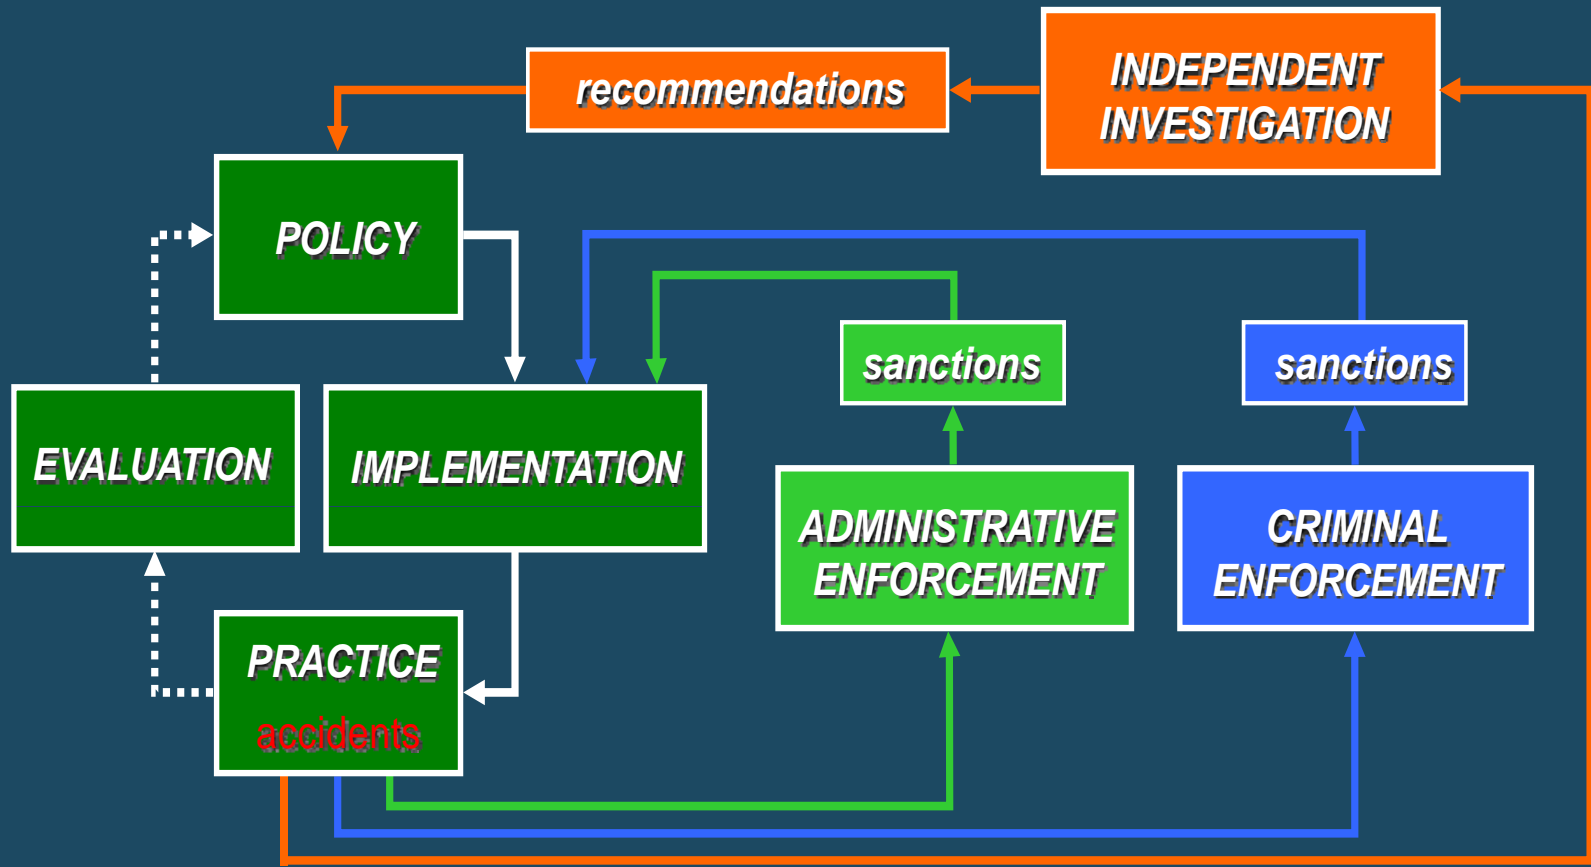 recommendations
INDEPENDENT
INVESTIGATION
POLICY
sanctions
sanctions
EVALUATION
IMPLEMENTATION
ADMINISTRATIVE
ENFORCEMENT
CRIMINAL
ENFORCEMENT
PRACTICE
accidents